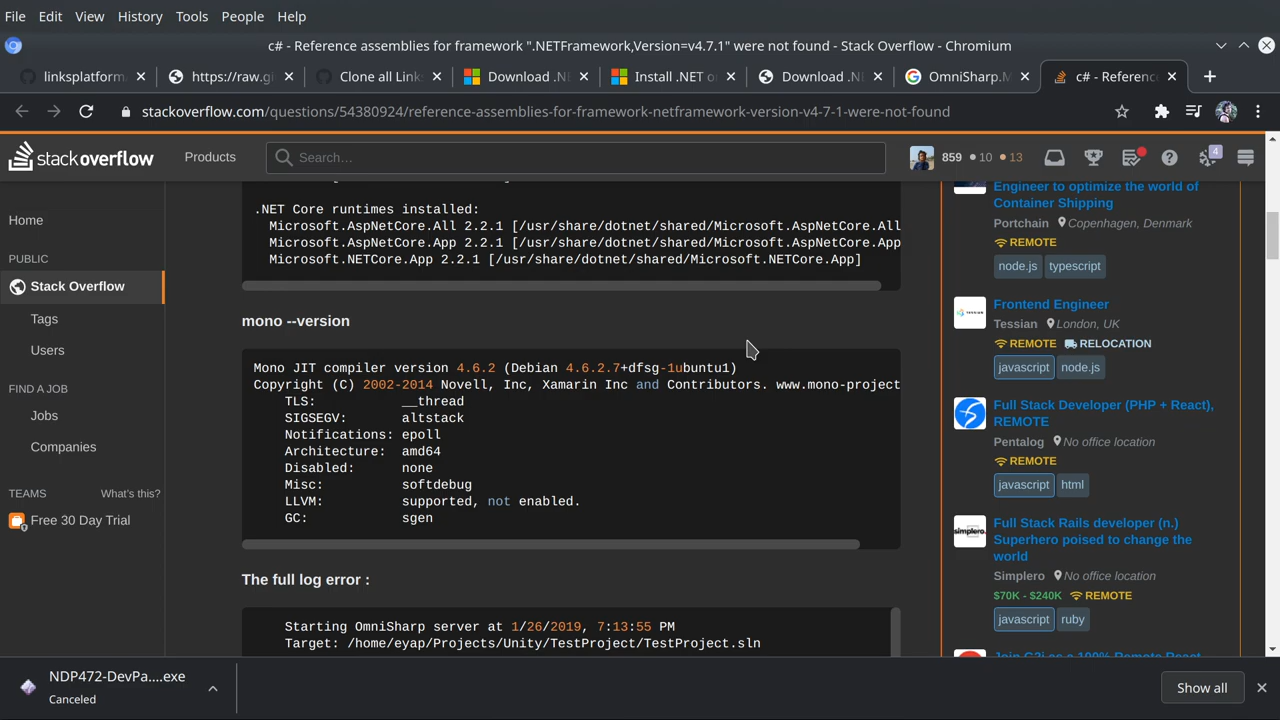 File Edit View History Tools People Help
c# - Reference assemblies for framework ".NETFramework,Version=v4.7.1" were not found - Stack Overflow - Chromium
linksplatform. https://raw.gi Clone all Link Download .N Install .NET o Download .N OmniSharp.M c# - Referenc
stackoverflow.com/questions/54380924/reference-assemblies-for-framework-netframework-version-v4-7-1-were-not-found
stackoverflow Products Search... 859 10 13 4
Home
PUBLIC
Stack Overflow
Tags
Users
FIND A JOB
Jobs
Companies
TEAMS What's this?
Free 30 Day Trial
.NET Core runtimes installed:
Microsoft.AspNetCore.All 2.2.1 [/usr/share/dotnet/shared/Microsoft.AspNetCore.All
Microsoft.AspNetCore.App 2.2.1 [/usr/share/dotnet/shared/Microsoft.AspNetCore.App
Microsoft.NETCore.App 2.2.1 [/usr/share/dotnet/shared/Microsoft.NETCore.App]
mono --version
Mono JIT compiler version 4.6.2 (Debian 4.6.2.7+dfsg-1ubuntu1)
Copyright (C) 2002-2014 Novell, Inc, Xamarin Inc and Contributors. www.mono-project
TLS: __thread
SIGSEGV: altstack
Notifications: epoll
Architecture: amd64
Disabled: none
Misc: softdebug
LLVM: supported, not enabled.
GC: sgen
The full log error :
Starting OmniSharp server at 1/26/2019, 7:13:55 PM
Target: /home/eyap/Projects/Unity/TestProject/TestProject.sln
Engineer to optimize the world of
Container Shipping
Portchain Copenhagen, Denmark
REMOTE
node.js typescript
TESSIAN
Frontend Engineer
Tessian London, UK
REMOTE RELOCATION
javascript node.js
Full Stack Developer (PHP + React),
REMOTE
Pentalog No office location
REMOTE
javascript html
simplero.
Full Stack Rails developer (n.)
Superhero poised to change the
world
Simplero No office location
$70K - $240K REMOTE
javascript ruby
Join G2i as a 100% Remote React
NDP472-DevPa....exe
Canceled
Show all